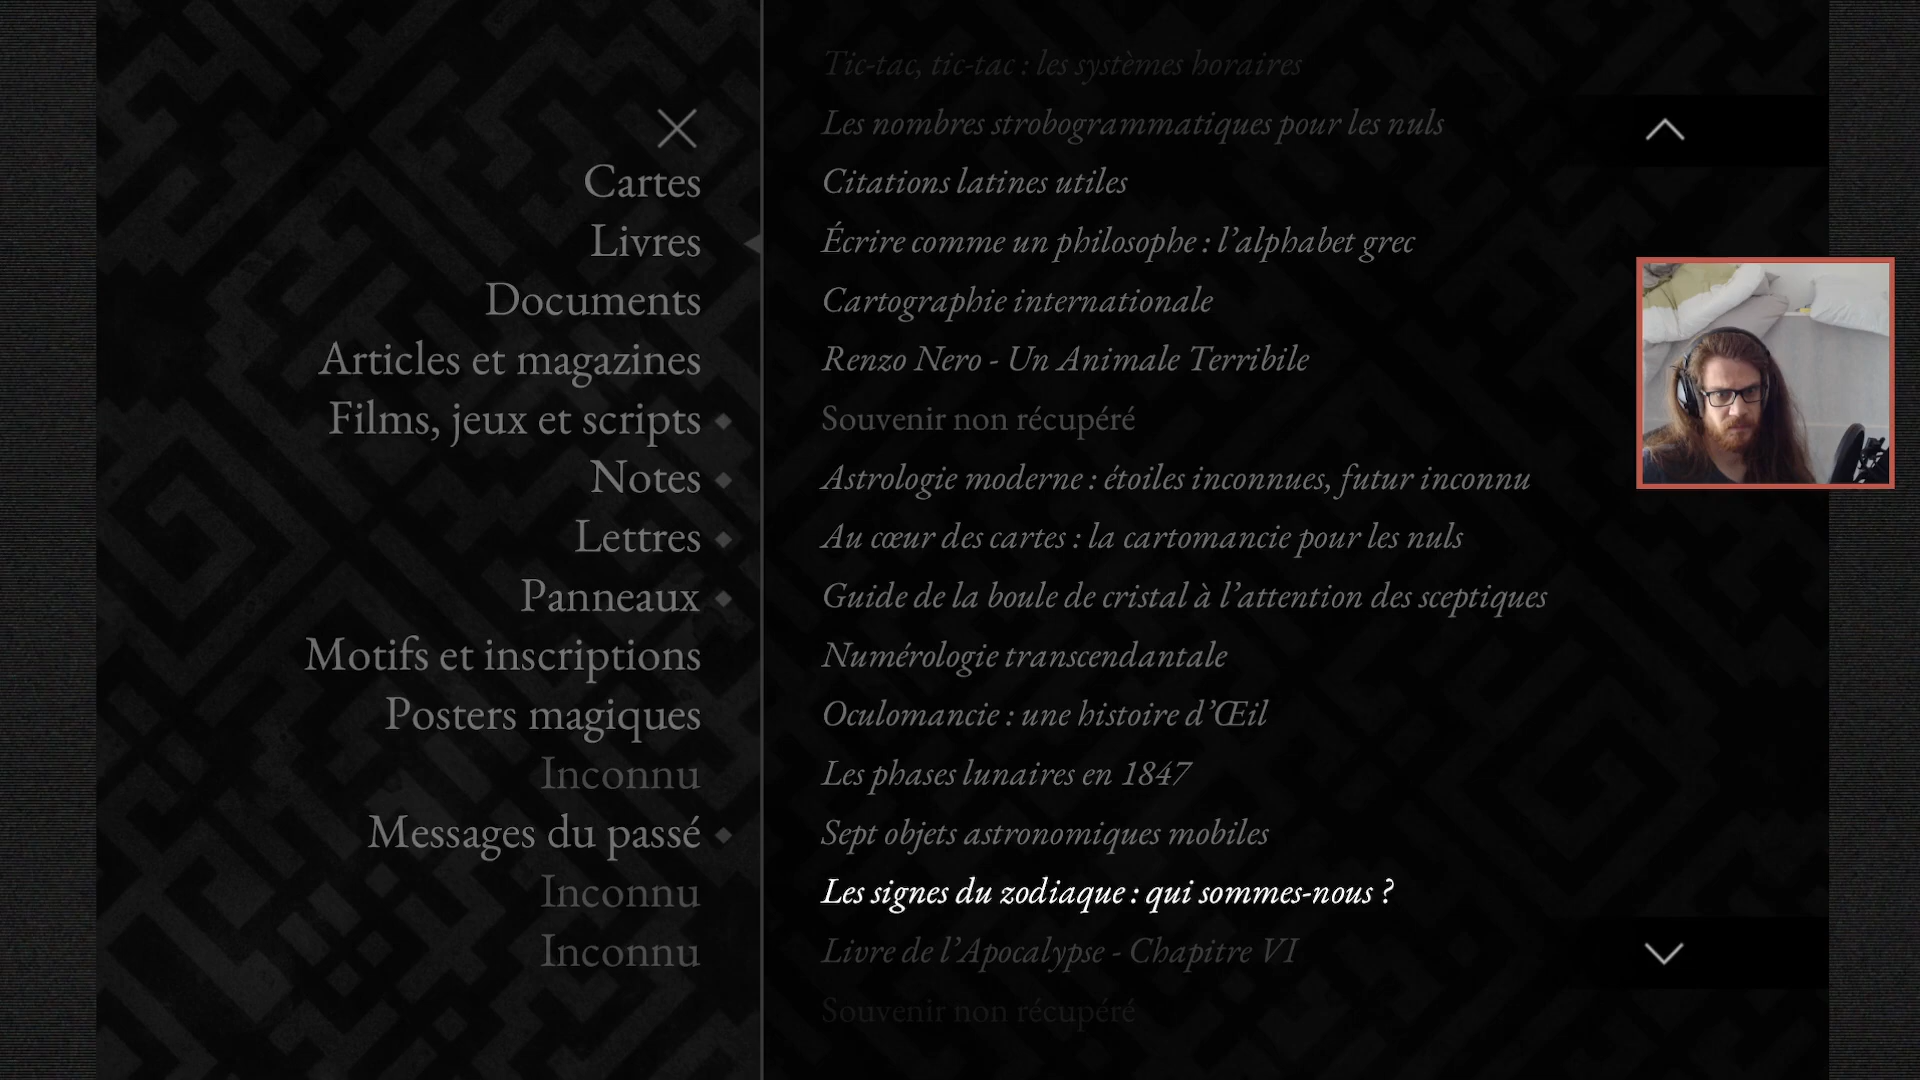 Cartes
Livres
Documents
Articles et magazines
Films, jeux et scripts
Notes
Lettres
Panneaux
Motifs et inscriptions
Posters magiques
Inconnu
Messages du passé
Inconnu
Inconnu
Tic-tac, tic-tac : les systèmes horaires
Les nombres strobogrammatiques pour les nuls
Citations latines utiles
Écrire comme un philosophe : l’alphabet grec
Cartographie internationale
Renzo Nero - Un Animale Terribile
Souvenir non récupéré
Astrologie moderne : étoiles inconnues, futur inconnu
Au cœur des cartes : la cartomancie pour les nuls
Guide de la boule de cristal à l’attention des sceptiques
Numérologie transcendantale
Oculomancie : une histoire d’Œil
Les phases lunaires en 1847
Sept objets astronomiques mobiles
Les signes du zodiaque : qui sommes-nous ?
Livre de l’Apocalypse - Chapitre VI
Souvenir non récupéré